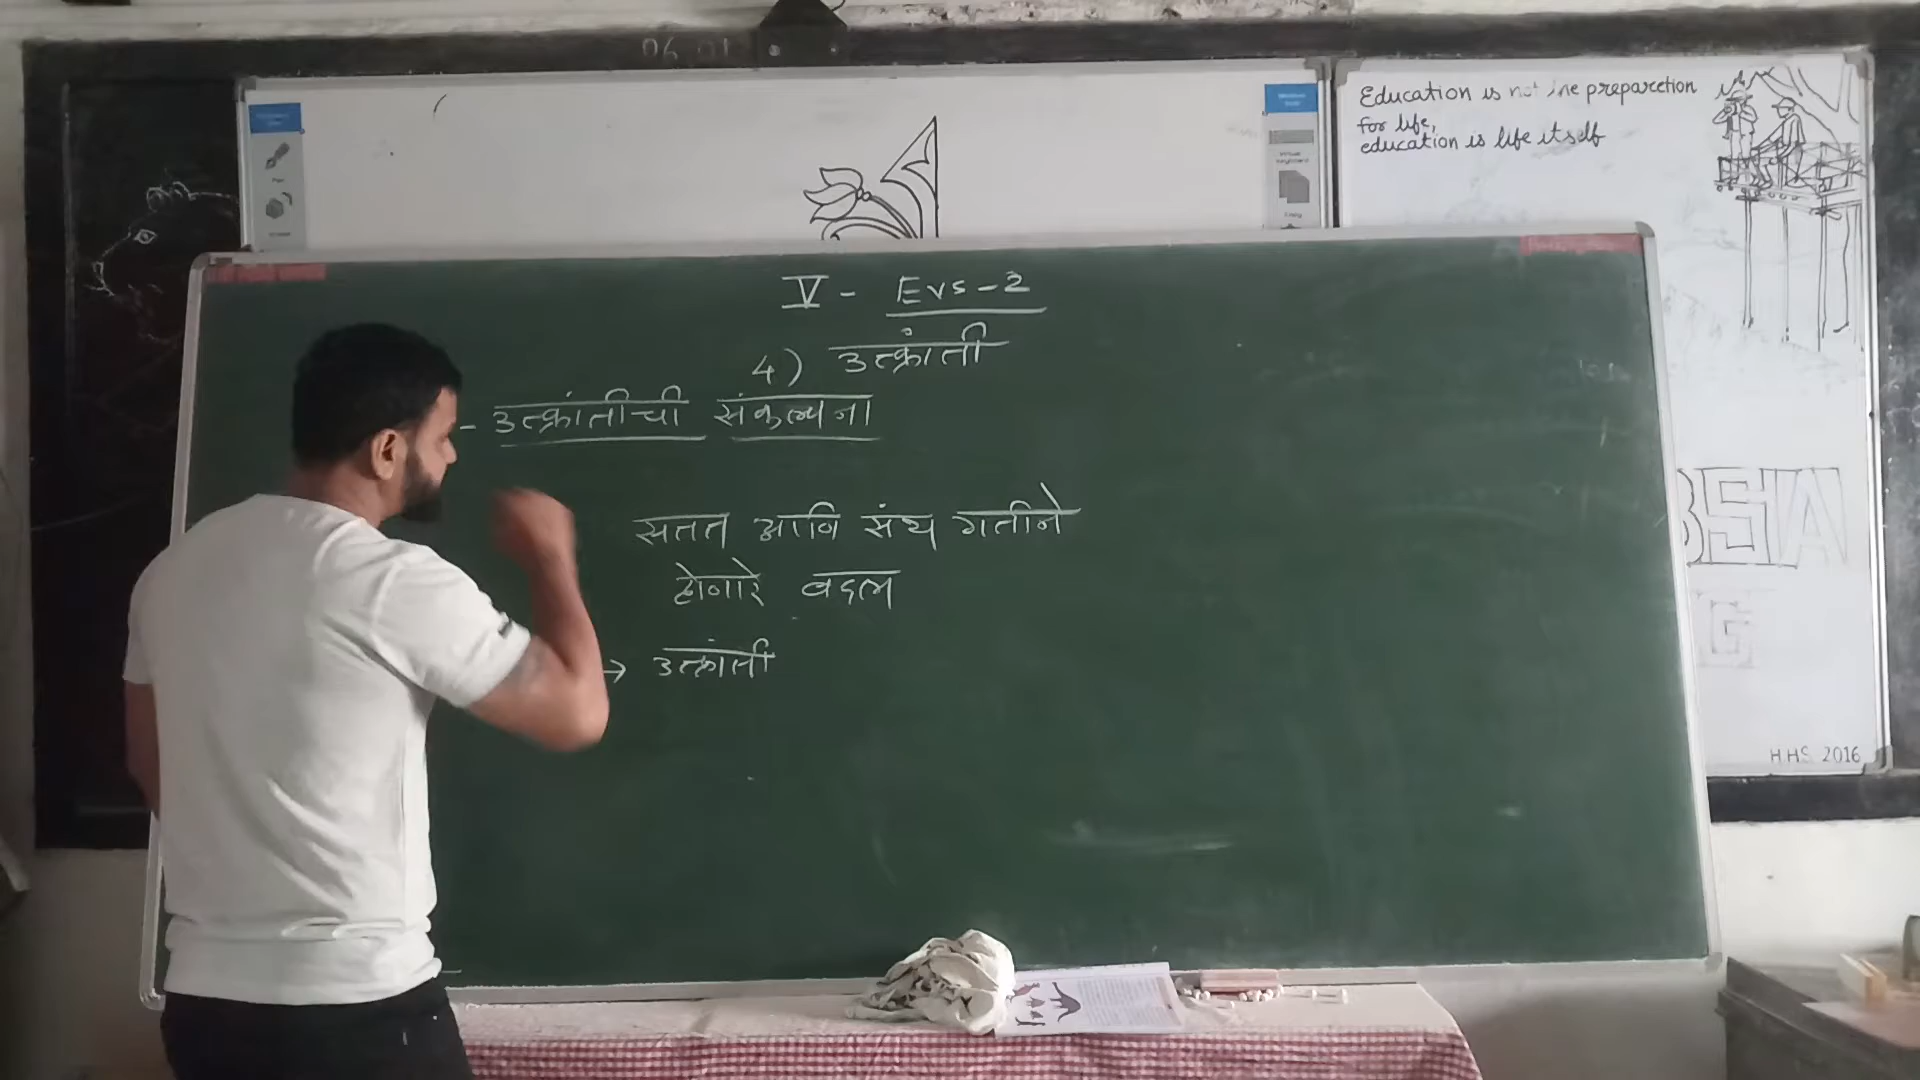 Education is not the preparetion
for life,
education is life itself
V - Evs-2
4) उत्क्रांती
- उत्क्रांतीची संकल्पना
सतत आणि संथ गतीने
होणारे बदल
→ उत्क्रांती
HHS 2016